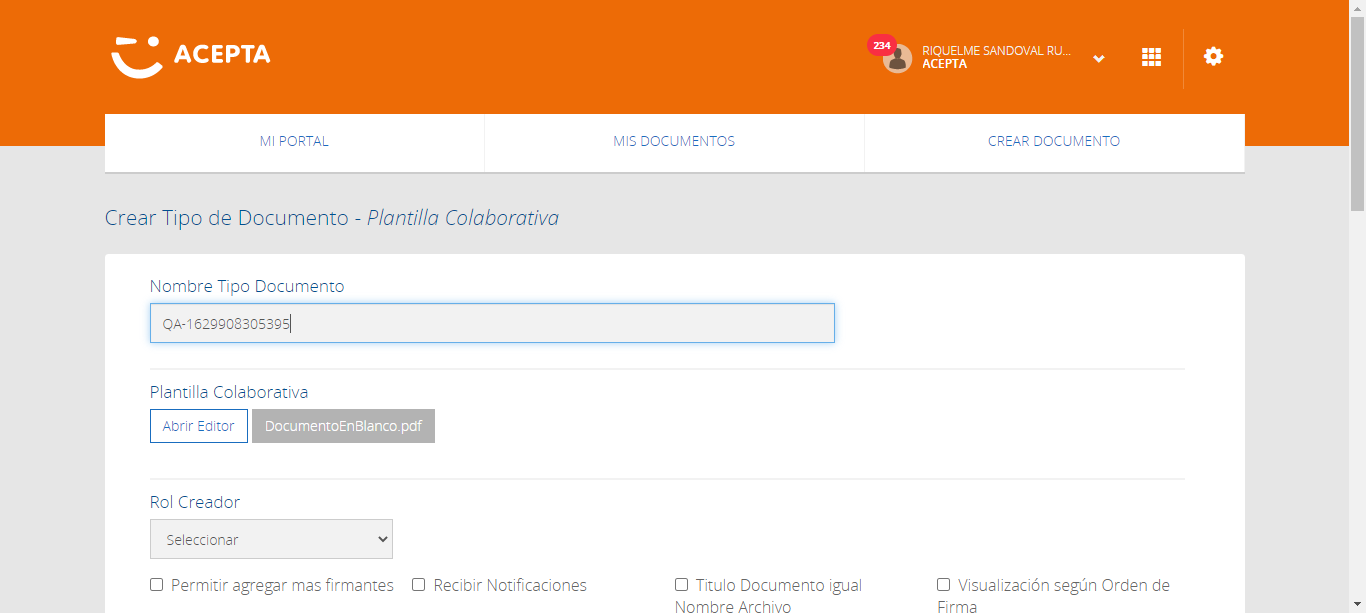 ACEPTA
234
RIQUELME SANDOVAL RU...
ACEPTA
MI PORTAL
MIS DOCUMENTOS
CREAR DOCUMENTO
Crear Tipo de Documento - Plantilla Colaborativa
Nombre Tipo Documento
QA-1629908305395
Plantilla Colaborativa
Abrir Editor
DocumentoEnBlanco.pdf
Rol Creador
Seleccionar
Permitir agregar mas firmantes
Recibir Notificaciones
Titulo Documento igual
Nombre Archivo
Visualización según Orden de
Firma